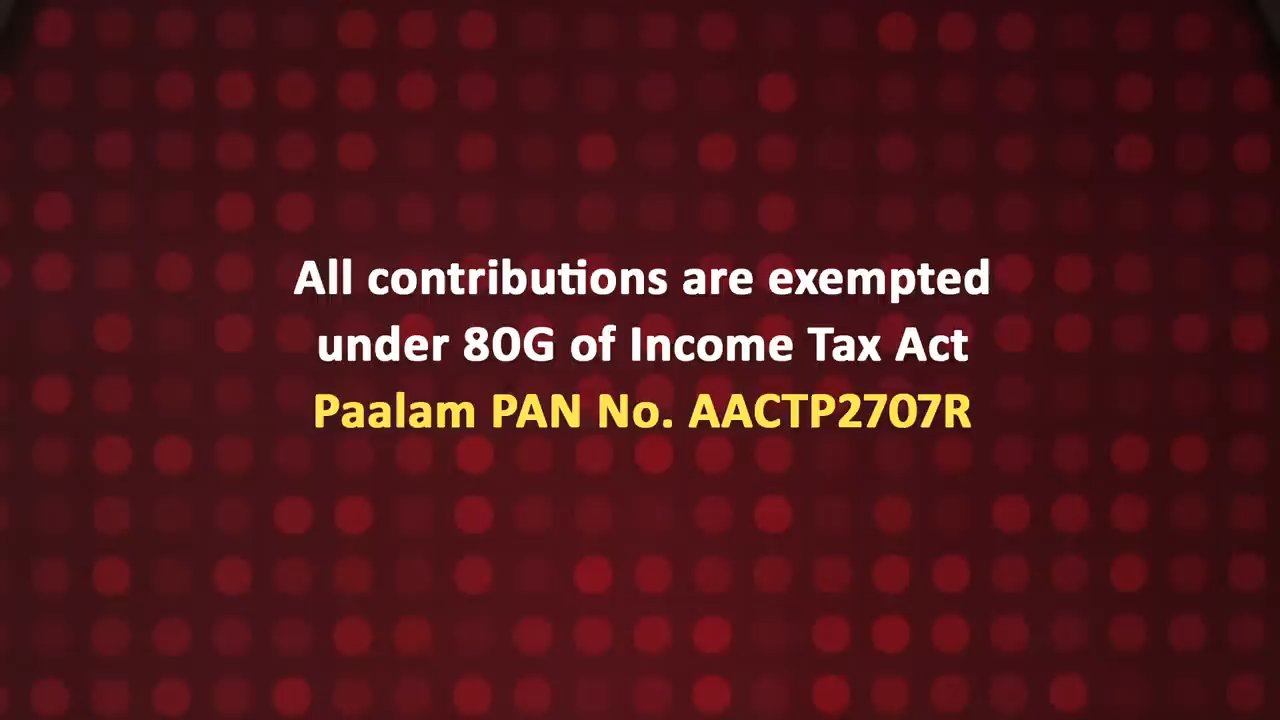 All contributions are exempted
under 80G of Income Tax Act
Paalam PAN No. AACTP2707R